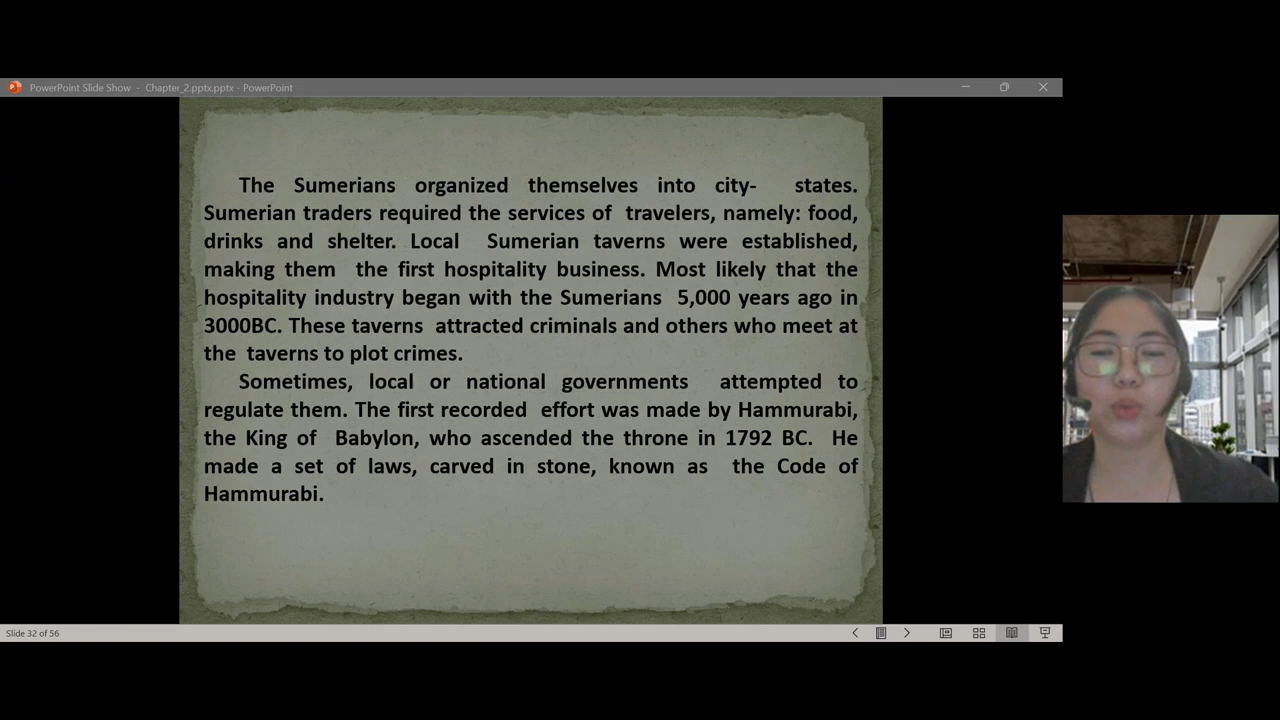 PowerPoint Slide Show - Chapter_2.pptx.pptx - PowerPoint
The Sumerians organized themselves into city- states.
Sumerian traders required the services of travelers, namely: food,
drinks and shelter. Local Sumerian taverns were established,
making them the first hospitality business. Most likely that the
hospitality industry began with the Sumerians 5,000 years ago in
3000BC. These taverns attracted criminals and others who meet at
the taverns to plot crimes.
Sometimes, local or national governments attempted to
regulate them. The first recorded effort was made by Hammurabi,
the King of Babylon, who ascended the throne in 1792 BC. He
made a set of laws, carved in stone, known as the Code of
Hammurabi.
Slide 32 of 56